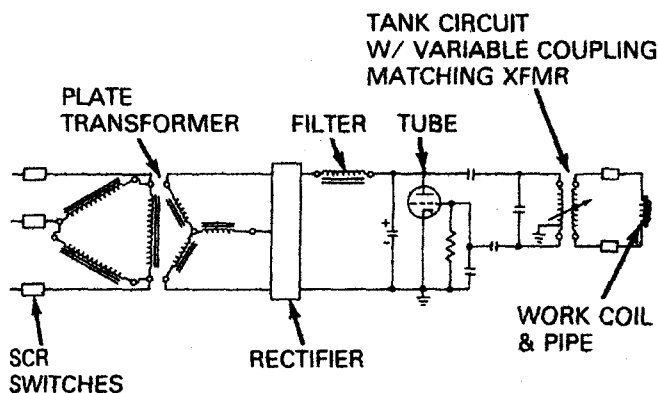 TANK CIRCUIT
W/ VARIABLE COUPLING
MATCHING XFMR
PLATE
TRANSFORMER
FILTER
TUBE
+
-
SCR
SWITCHES
RECTIFIER
WORK COIL
& PIPE